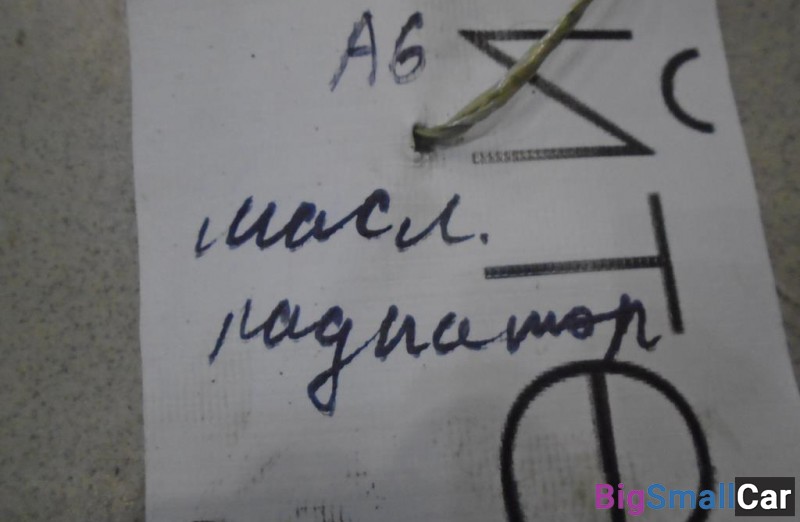 А6
масл.
радиатор
BigSmallCar